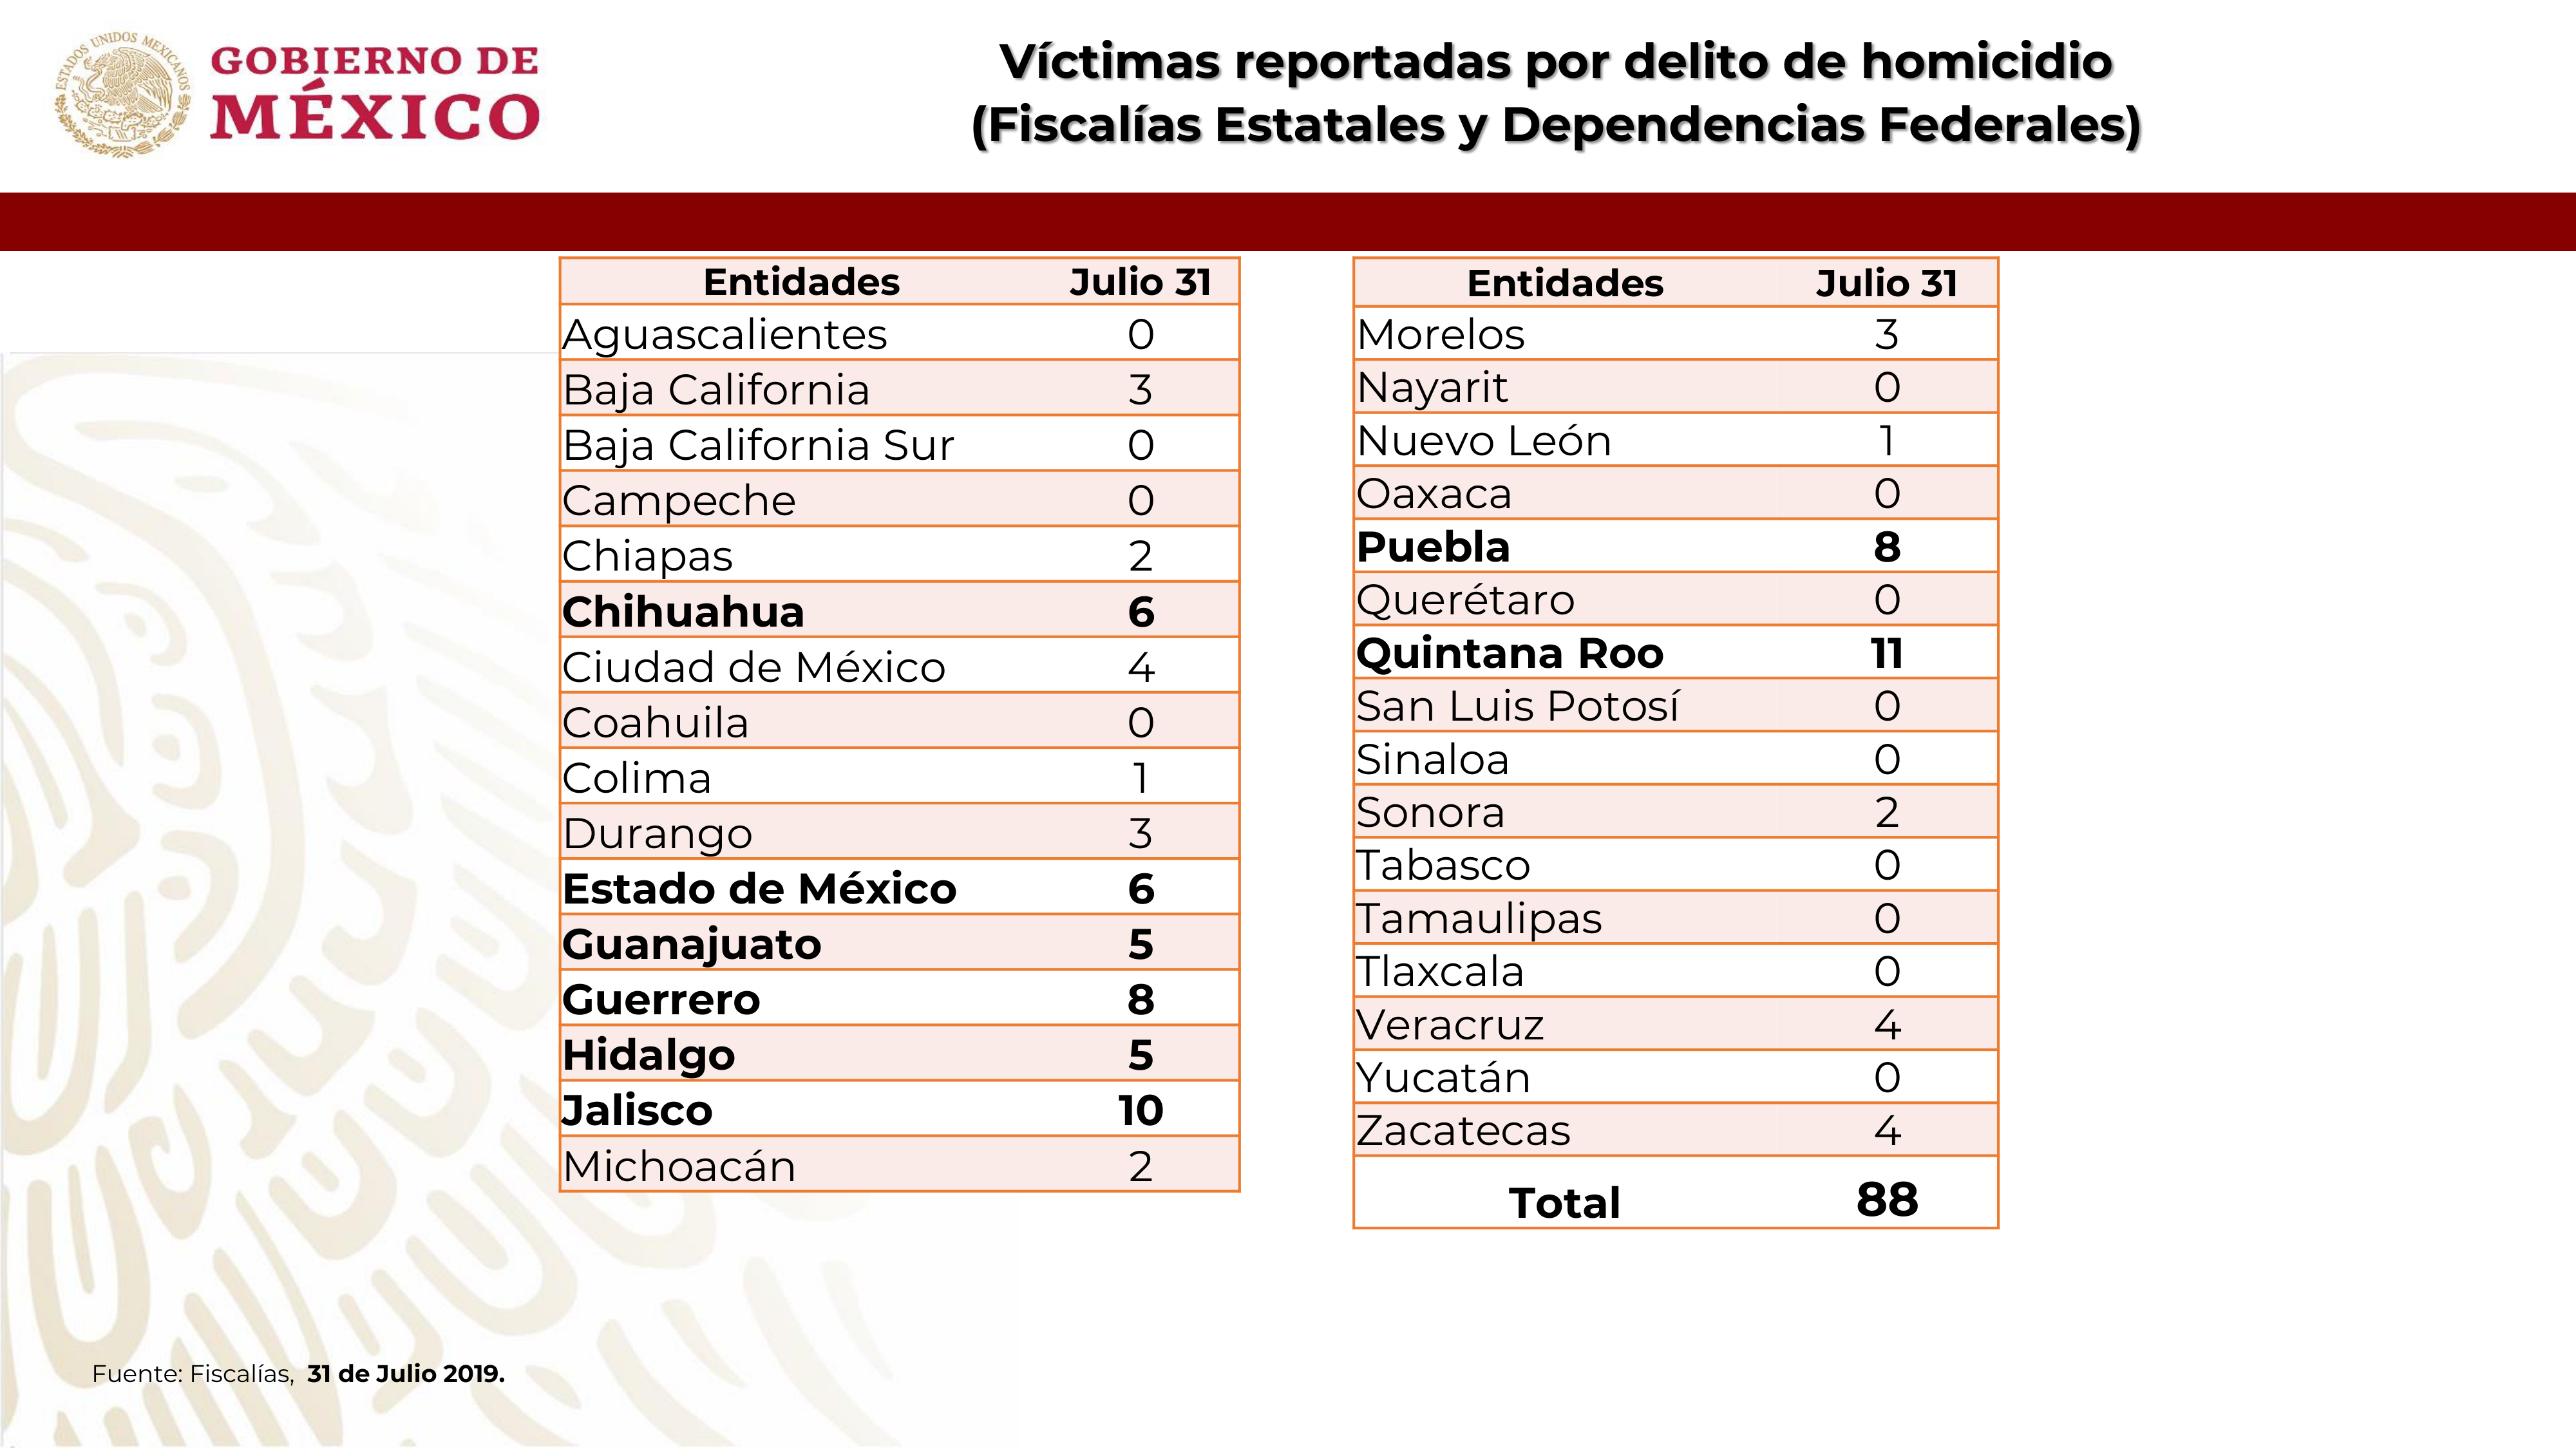 ESTADOS UNIDOS MEXICANOS
GOBIERNO DE
MÉXICO
Víctimas reportadas por delito de homicidio
(Fiscalías Estatales y Dependencias Federales)
Entidades Julio 31
Aguascalientes 0
Baja California 3
Baja California Sur 0
Campeche 0
Chiapas 2
Chihuahua 6
Ciudad de México 4
Coahuila 0
Colima 1
Durango 3
Estado de México 6
Guanajuato 5
Guerrero 8
Hidalgo 5
Jalisco 10
Michoacán 2
Entidades Julio 31
Morelos 3
Nayarit 0
Nuevo León 1
Oaxaca 0
Puebla 8
Querétaro 0
Quintana Roo 11
San Luis Potosí 0
Sinaloa 0
Sonora 2
Tabasco 0
Tamaulipas 0
Tlaxcala 0
Veracruz 4
Yucatán 0
Zacatecas 4
Total 88
Fuente: Fiscalías, 31 de Julio 2019.